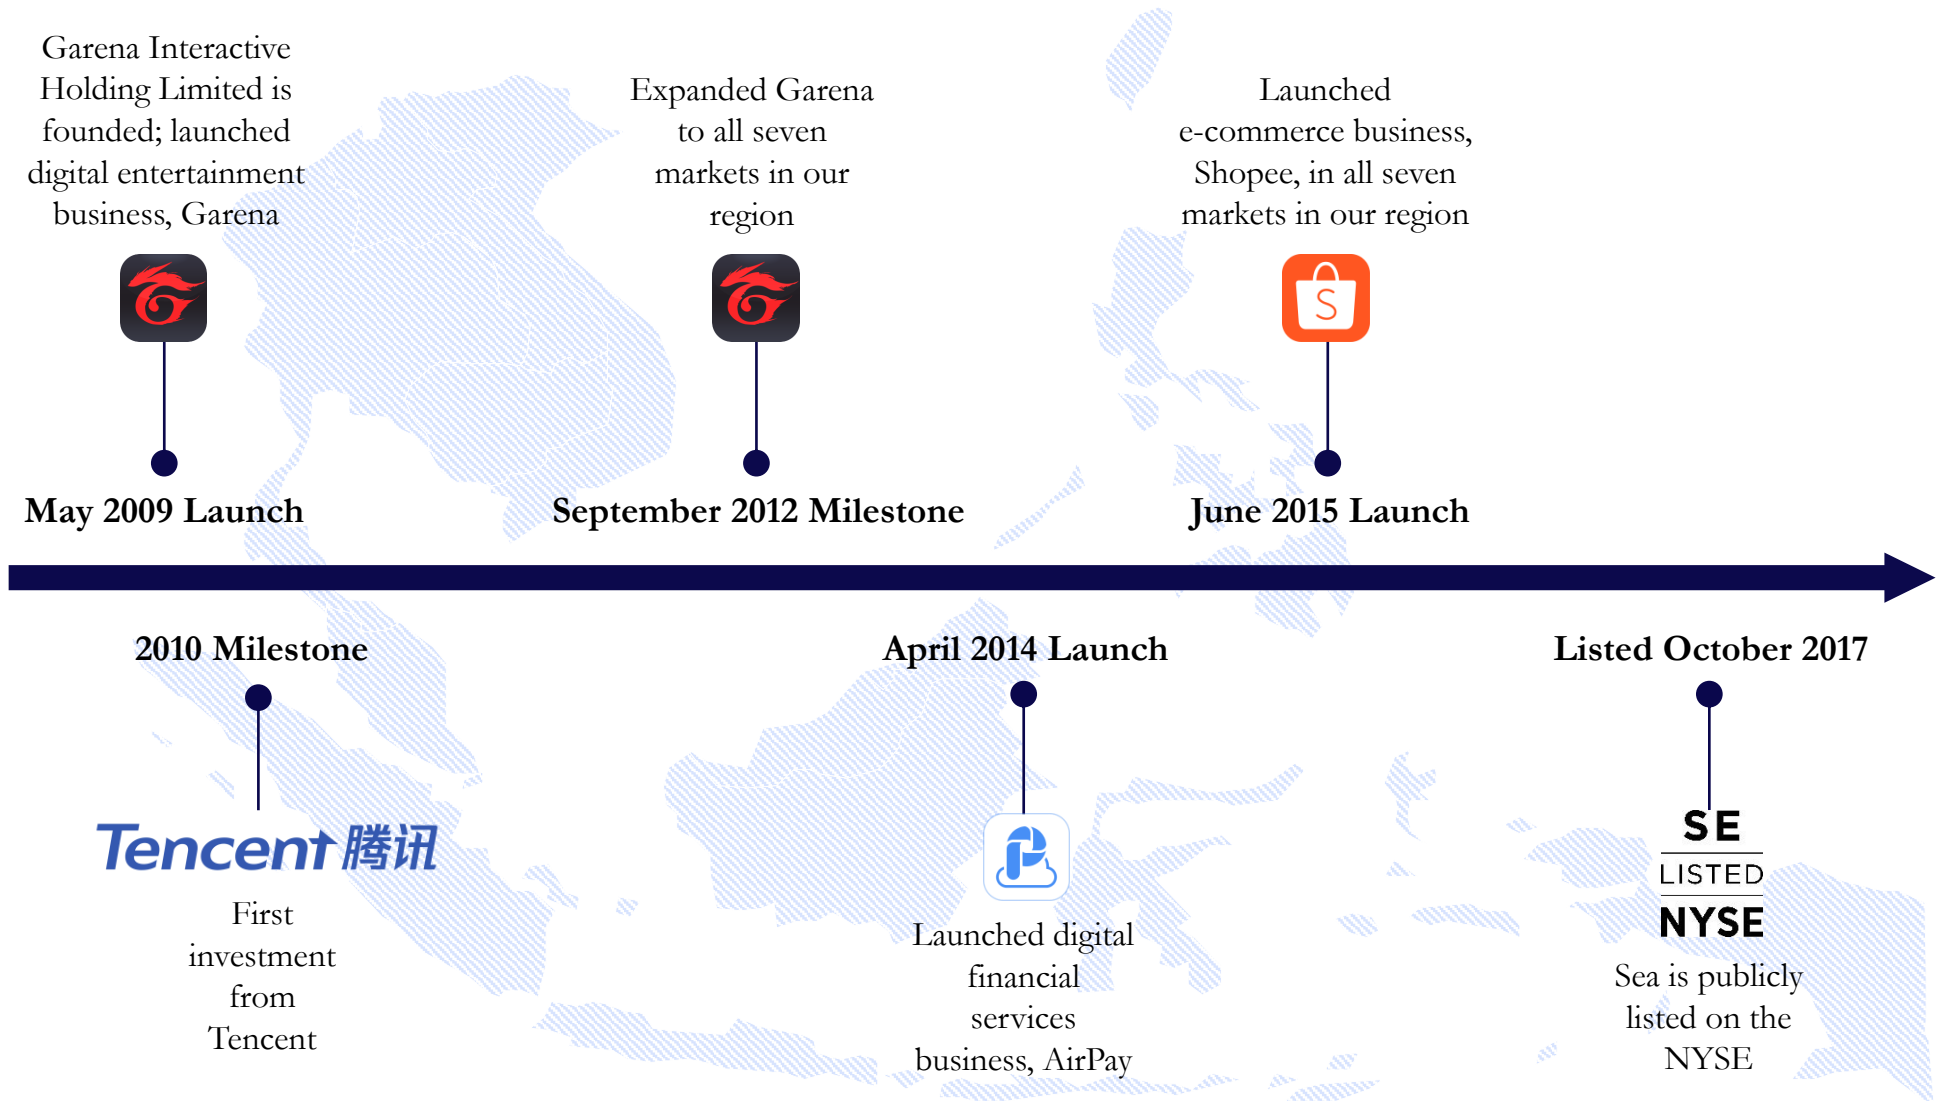 Garena Interactive
Holding Limited is
founded; launched
digital entertainment
business, Garena
May 2009 Launch
Expanded Garena
to all seven
markets in our
region
September 2012 Milestone
Launched
e-commerce business,
Shopee, in all seven
markets in our region
S
June 2015 Launch
2010 Milestone
Tencent 腾讯
First
investment
from
Tencent
April 2014 Launch
Launched digital
financial
services
business, AirPay
Listed October 2017
SE
LISTED
NYSE
Sea is publicly
listed on the
NYSE